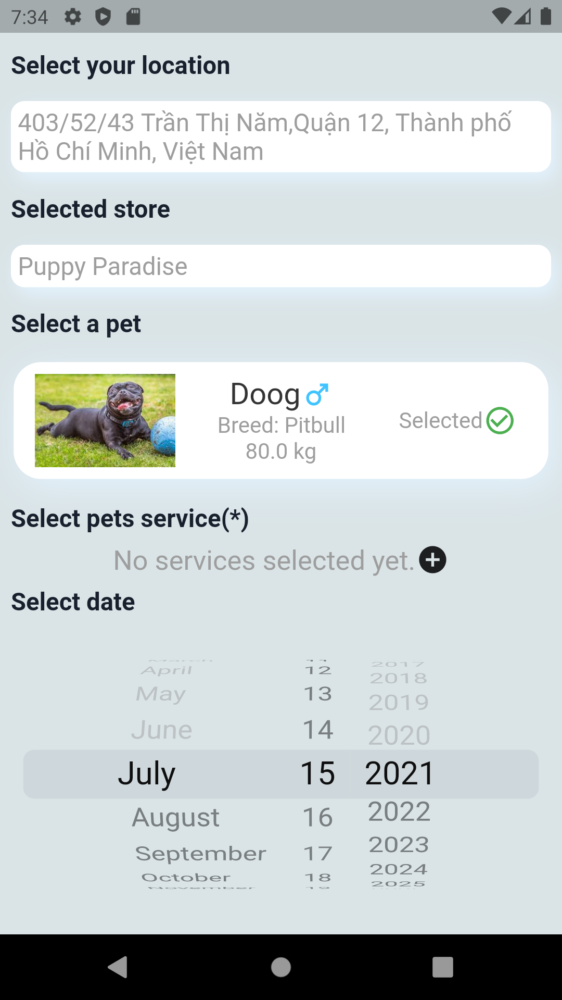 7:34
Select your location
403/52/43 Trần Thị Năm,Quận 12, Thành phố
Hồ Chí Minh, Việt Nam
Selected store
Puppy Paradise
Select a pet
Doog
Breed: Pitbull
80.0 kg
Selected
Select pets service(*)
No services selected yet.
Select date
March 11 2017
April 12 2018
May 13 2019
June 14 2020
July 15 2021
August 16 2022
September 17 2023
October 18 2024
November 19 2025